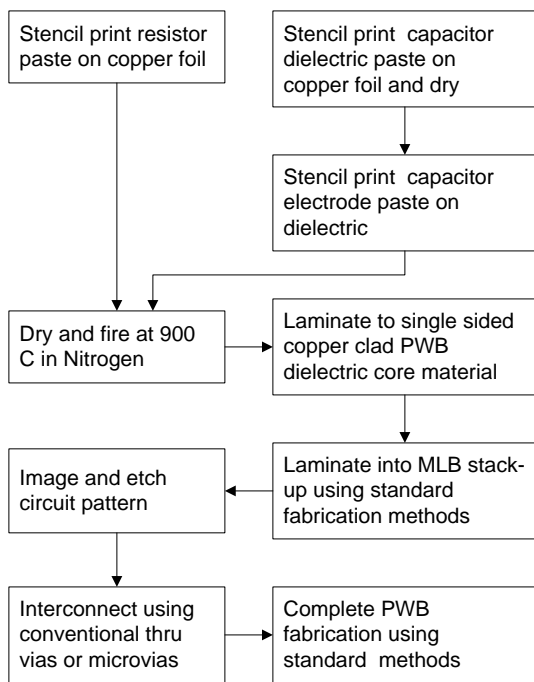 Stencil print resistor
paste on copper foil
Stencil print capacitor
dielectric paste on
copper foil and dry
Stencil print capacitor
electrode paste on
dielectric
Dry and fire at 900
C in Nitrogen
Laminate to single sided
copper clad PWB
dielectric core material
Laminate into MLB stack-
up using standard
fabrication methods
Image and etch
circuit pattern
Interconnect using
conventional thru
vias or microvias
Complete PWB
fabrication using
standard methods